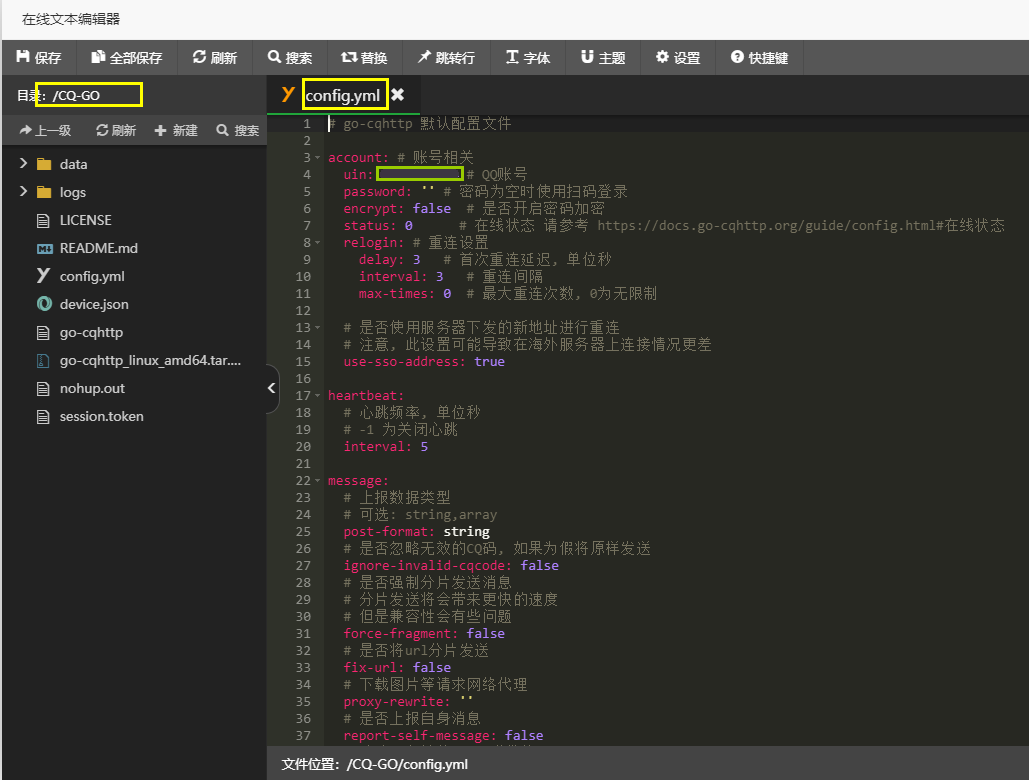 在线文本编辑器
保存 全部保存 刷新 搜索 替换 跳转行 字体 主题 设置 快捷键
目录: /CQ-GO
上一级 刷新 新建 搜索
data
logs
LICENSE
README.md
config.yml
device.json
go-cqhttp
go-cqhttp_linux_amd64.tar....
nohup.out
session.token
config.yml
1 # go-cqhttp 默认配置文件
2
3 account: # 账号相关
4 uin: # QQ账号
5 password: '' # 密码为空时使用扫码登录
6 encrypt: false # 是否开启密码加密
7 status: 0 # 在线状态 请参考 https://docs.go-cqhttp.org/guide/config.html#在线状态
8 relogin: # 重连设置
9 delay: 3 # 首次重连延迟, 单位秒
10 interval: 3 # 重连间隔
11 max-times: 0 # 最大重连次数, 0为无限制
12
13 # 是否使用服务器下发的新地址进行重连
14 # 注意, 此设置可能导致在海外服务器上连接情况更差
15 use-sso-address: true
16
17 heartbeat:
18 # 心跳频率, 单位秒
19 # -1 为关闭心跳
20 interval: 5
21
22 message:
23 # 上报数据类型
24 # 可选: string,array
25 post-format: string
26 # 是否忽略无效的CQ码, 如果为假将原样发送
27 ignore-invalid-cqcode: false
28 # 是否强制分片发送消息
29 # 分片发送将会带来更快的速度
30 # 但是兼容性会有些问题
31 force-fragment: false
32 # 是否将url分片发送
33 fix-url: false
34 # 下载图片等请求网络代理
35 proxy-rewrite: ''
36 # 是否上报自身消息
37 report-self-message: false
文件位置: /CQ-GO/config.yml